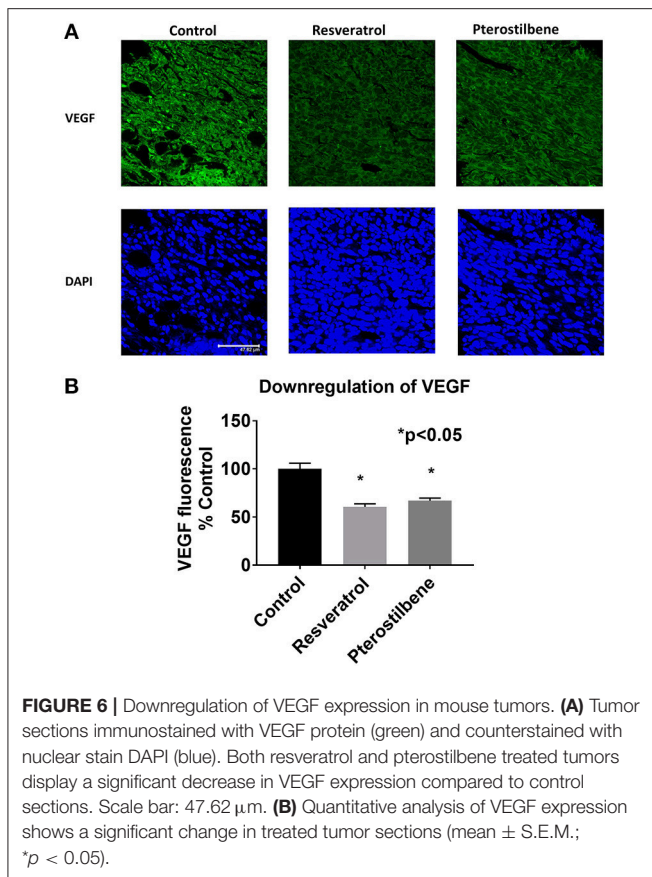 A
Control Resveratrol Pterostilbene
VEGF
DAPI
47.62 µm
B
Downregulation of VEGF
*p<0.05
VEGF fluorescence
% Control
150
100
50
0
* *
Control
Resveratrol
Pterostilbene
FIGURE 6 | Downregulation of VEGF expression in mouse tumors. (A) Tumor
sections immunostained with VEGF protein (green) and counterstained with
nuclear stain DAPI (blue). Both resveratrol and pterostilbene treated tumors
display a significant decrease in VEGF expression compared to control
sections. Scale bar: 47.62 µm. (B) Quantitative analysis of VEGF expression
shows a significant change in treated tumor sections (mean ± S.E.M.;
*p < 0.05).